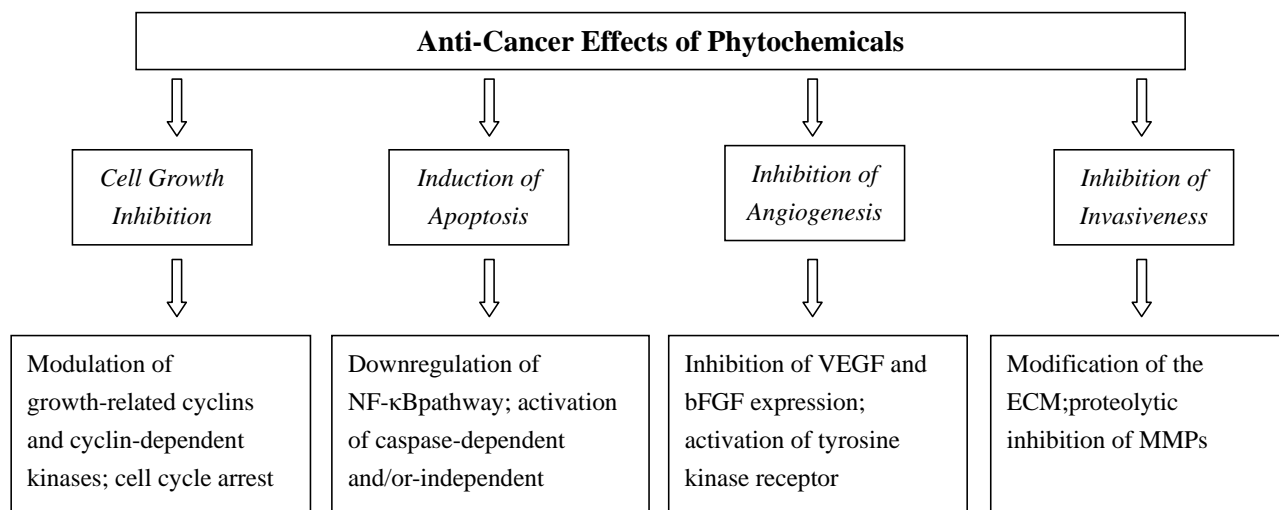 Anti-Cancer Effects of Phytochemicals
Cell Growth
Inhibition
Induction of
Apoptosis
Inhibition of
Angiogenesis
Inhibition of
Invasiveness
Modulation of
growth-related cyclins
and cyclin-dependent
kinases; cell cycle arrest
Downregulation of
NF-κBpathway; activation
of caspase-dependent
and/or-independent
Inhibition of VEGF and
bFGF expression;
activation of tyrosine
kinase receptor
Modification of the
ECM;proteolytic
inhibition of MMPs